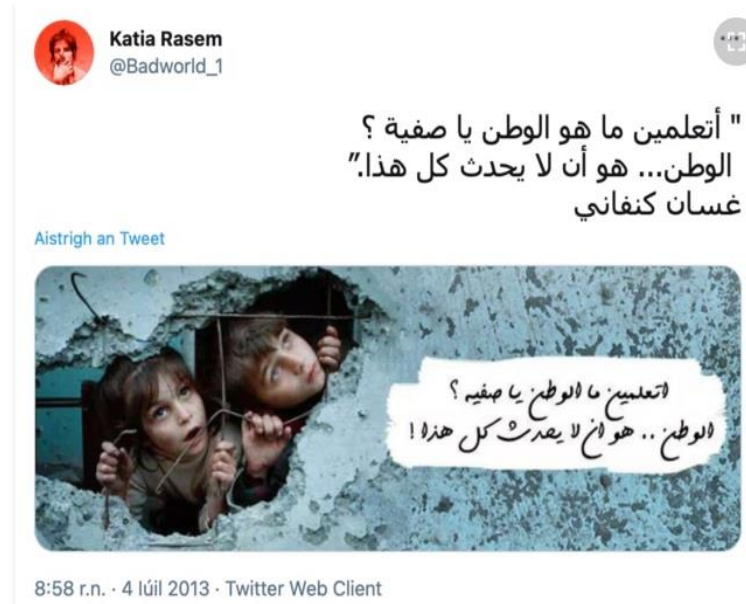 Katia Rasem
@Badworld_1
" أتعلمين ما هو الوطن يا صفية ؟
الوطن... هو أن لا يحدث كل هذا."
غسان كنفاني
Aistrigh an Tweet
اتعلمين ما الوطن يا صفيه ؟
الوطن .. هو ان لا يحدث كل هذا !
8:58 r.n. · 4 Iúil 2013 · Twitter Web Client